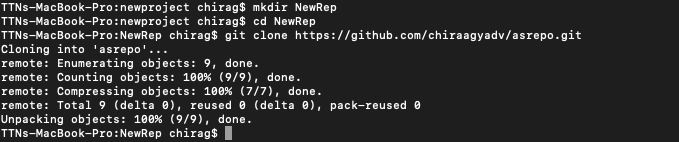 TTNs-MacBook-Pro:newproject chirag$ mkdir NewRep
TTNs-MacBook-Pro:newproject chirag$ cd NewRep
TTNs-MacBook-Pro:NewRep chirag$ git clone https://github.com/chiraagyadv/asrepo.git
Cloning into 'asrepo'...
remote: Enumerating objects: 9, done.
remote: Counting objects: 100% (9/9), done.
remote: Compressing objects: 100% (7/7), done.
remote: Total 9 (delta 0), reused 0 (delta 0), pack-reused 0
Unpacking objects: 100% (9/9), done.
TTNs-MacBook-Pro:NewRep chirag$